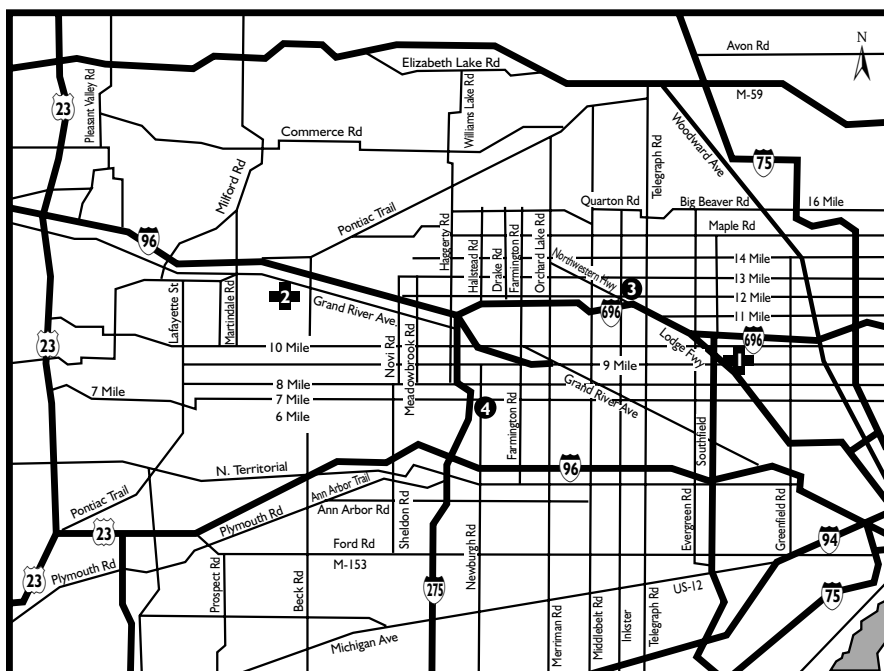 N
Avon Rd
Elizabeth Lake Rd
M-59
23
Pleasant Valley Rd
Williams Lake Rd
Telegraph Rd
Woodward Ave
75
Commerce Rd
Milford Rd
Pontiac Trail
Quarton Rd
Big Beaver Rd
16 Mile
Maple Rd
96
Haggerty Rd
Halstead Rd
Drake Rd
Farmington Rd
Orchard Lake Rd
Northwestern Hwy
14 Mile
13 Mile
12 Mile
11 Mile
3
2
Lafayette St
Martindale Rd
Grand River Ave.
696
Lodge Fwy
696
1
23
10 Mile
Novi Rd
Meadowbrook Rd
9 Mile
Grand River Ave
7 Mile
8 Mile
7 Mile
6 Mile
4
Farmington Rd
Southfield
N. Territorial
96
Pontiac Trail
Ann Arbor Trail
Plymouth Rd
Ann Arbor Rd
Sheldon Rd
Evergreen Rd
Greenfield Rd
23
Ford Rd
M-153
94
23
Plymouth Rd
Prospect Rd
Beck Rd
275
Newburgh Rd
US-12
75
Michigan Ave
Merriman Rd
Middlebelt Rd
Inkster
Telegraph Rd